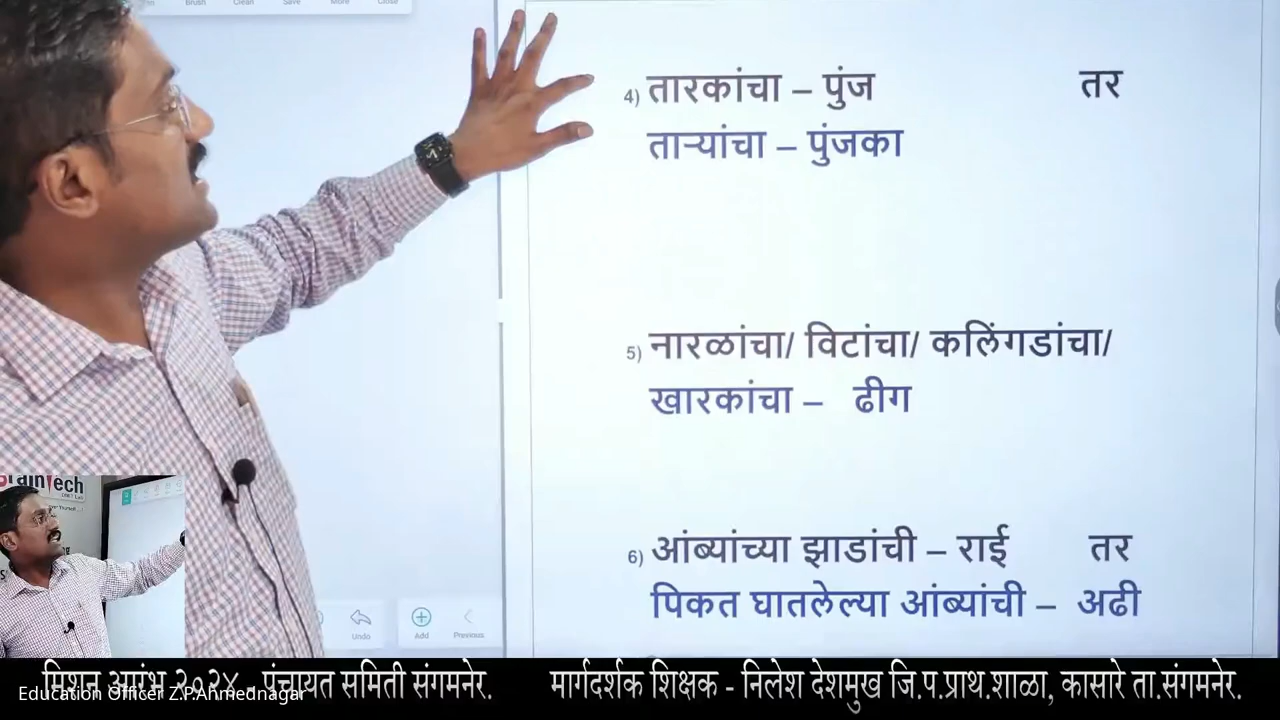 Brush Clean Save More Close
4) तारकांचा – पुंज तर
ताऱ्यांचा – पुंजका
5) नारळांचा/ विटांचा/ कलिंगडांचा/
खारकांचा – ढीग
6) आंब्यांच्या झाडांची – राई तर
पिकत घातलेल्या आंब्यांची – अढी
Undo Add Previous
मिशन आरंभ २०२४ - पंचायत समिती संगमनेर. मार्गदर्शक शिक्षक - निलेश देशमुख जि.प.प्राथ.शाळा, कासारे ता.संगमनेर.
Education Officer Z.P.Ahmednagar